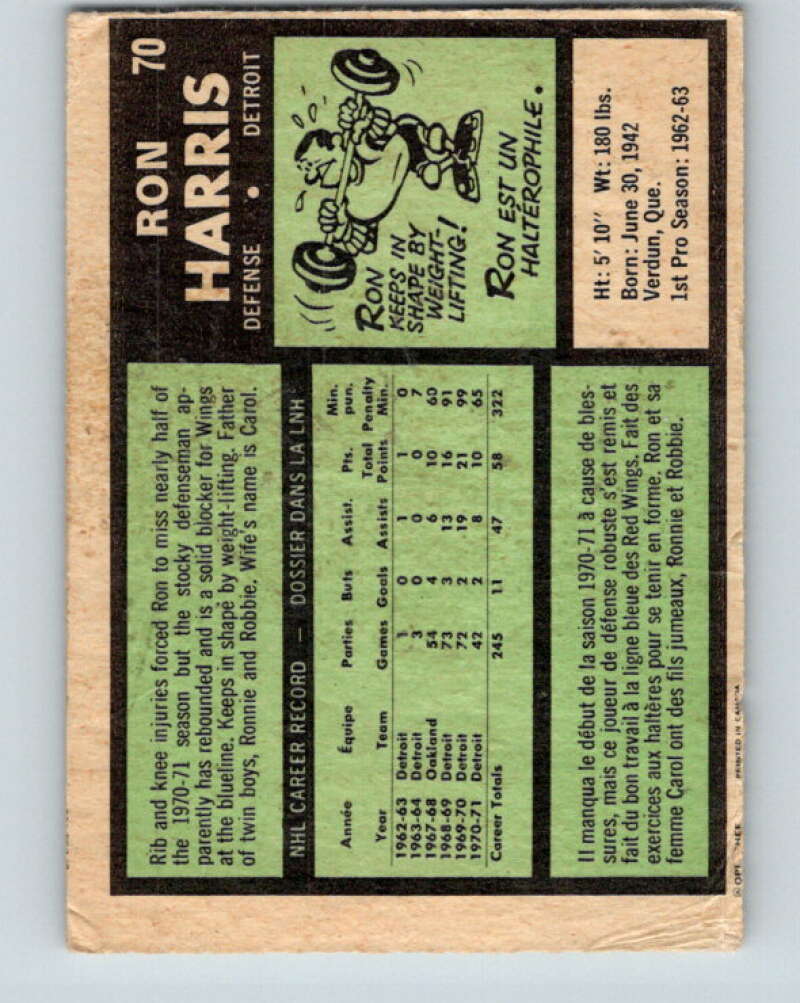 RON 70
HARRIS
DEFENSE • DETROIT
Rib and knee injuries forced Ron to miss nearly half of
the 1970-71 season but the stocky defenseman ap-
parently has rebounded and is a solid blocker for Wings
at the blueline. Keeps in shape by weight-lifting. Father
of twin boys, Ronnie and Robbie. Wife's name is Carol.
RON
KEEPS IN
SHAPE BY
WEIGHT-
LIFTING!
RON EST UN
HALTÉROPHILE.
NHL CAREER RECORD — DOSSIER DANS LA LNH
Année Équipe Parties Buts Assist. Pts. Min. pun.
Year Team Games Goals Assists Total Points Penalty Min.
1962-63 Detroit 1 0 1 1 0
1963-64 Detroit 3 0 0 0 7
1967-68 Oakland 54 4 6 10 60
1968-69 Detroit 73 3 13 16 91
1969-70 Detroit 72 2 19 21 99
1970-71 Detroit 42 2 8 10 65
Career Totals 245 11 47 58 322
Ht: 5' 10" Wt: 180 lbs.
Born: June 30, 1942
Verdun, Que.
1st Pro Season: 1962-63
Il manqua le début de la saison 1970-71 à cause de bles-
sures, mais ce joueur de défense robuste s'est remis et
fait du bon travail à la ligne bleue des Red Wings. Fait des
exercices aux haltères pour se tenir en forme. Ron et sa
femme Carol ont des fils jumeaux, Ronnie et Robbie.
PRINTED IN